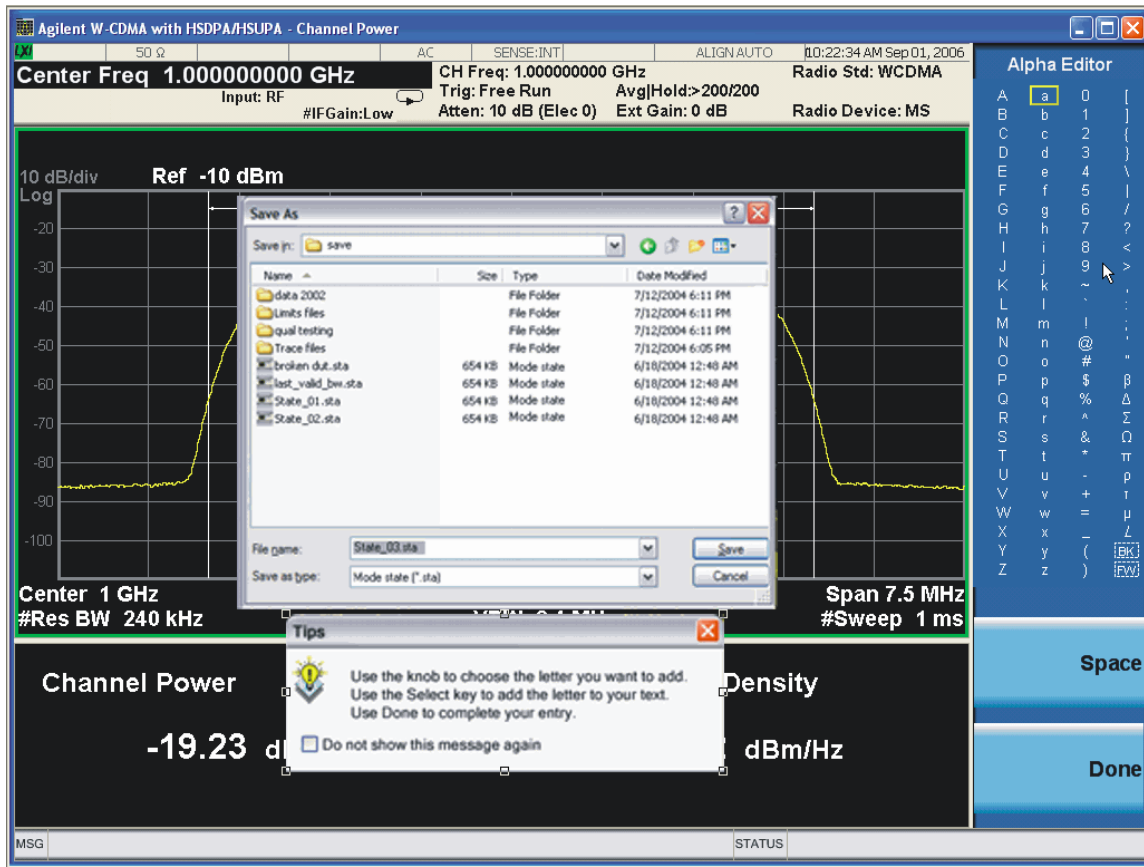 Agilent W-CDMA with HSDPA/HSUPA - Channel Power
LXI 50 Ω AC SENSE:INT ALIGN AUTO 10:22:34 AM Sep 01, 2006
Center Freq 1.000000000 GHz
Input: RF
#IFGain:Low
CH Freq: 1.000000000 GHz
Trig: Free Run Avg|Hold:>200/200
Atten: 10 dB (Elec 0) Ext Gain: 0 dB
Radio Std: WCDMA
Radio Device: MS
10 dB/div Ref -10 dBm
Log
-20
-30
-40
-50
-60
-70
-80
-90
-100
Save As
Save in: save
Name Size Type Date Modified
data 2002 File Folder 7/12/2004 6:11 PM
Limits files File Folder 7/12/2004 6:11 PM
qual testing File Folder 7/12/2004 6:11 PM
Trace files File Folder 7/12/2004 6:05 PM
broken dut.sta 654 KB Mode state 6/18/2004 12:48 AM
last_valid_bw.sta 654 KB Mode state 6/18/2004 12:48 AM
State_01.sta 654 KB Mode state 6/18/2004 12:48 AM
State_02.sta 654 KB Mode state 6/18/2004 12:48 AM
File name: State_03.sta Save
Save as type: Mode state (*.sta) Cancel
Center 1 GHz Span 7.5 MHz
#Res BW 240 kHz #Sweep 1 ms
Tips
Use the knob to choose the letter you want to add.
Use the Select key to add the letter to your text.
Use Done to complete your entry.
Do not show this message again
Channel Power Density
-19.23 dBm/Hz
MSG STATUS
Alpha Editor
A a 0 [
B b 1 ]
C c 2 {
D d 3 }
E e 4 \
F f 5 |
G g 6 /
H h 7 ?
I i 8 <
J j 9 >
K k ~ ,
L l ` :
M m ! ;
N n @ '
O o # "
P p $ β
Q q % Δ
R r ^ Σ
S s & Ω
T t * π
U u - ρ
V v + τ
W w = μ
X x _ ∠
Y y ( BK
Z z ) FW
Space
Done